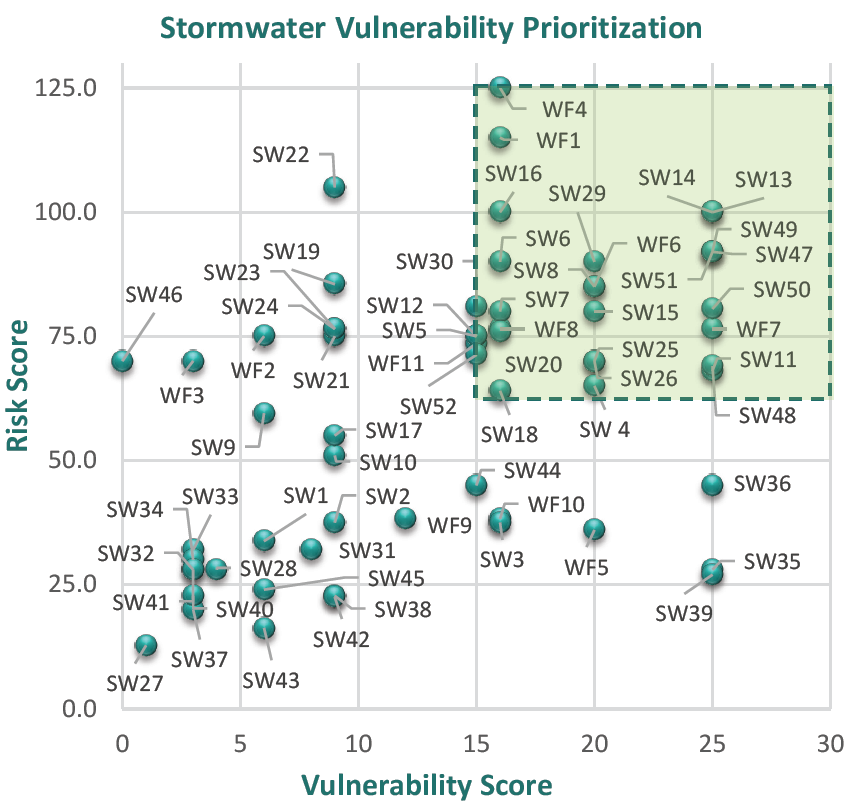 Stormwater Vulnerability Prioritization
125.0
WF4
WF1
SW22
SW16
SW29
SW14
SW13
100.0
SW49
SW6
WF6
SW47
SW19
SW30
SW23
SW8
SW51
SW50
SW46
SW24
SW12
SW7
SW15
75.0
SW5
WF8
WF7
SW25
WF2
WF11
SW20
SW11
SW21
SW26
WF3
SW52
SW48
SW17
SW18
SW 4
SW9
50.0
SW10
SW44
SW36
SW34
SW33
SW1
SW2
WF10
WF9
SW32
SW31
SW3
WF5
SW35
SW28
SW45
25.0
SW41
SW40
SW38
SW39
SW42
SW37
SW27
SW43
0.0
0
5
10
15
20
25
30
Risk Score
Vulnerability Score